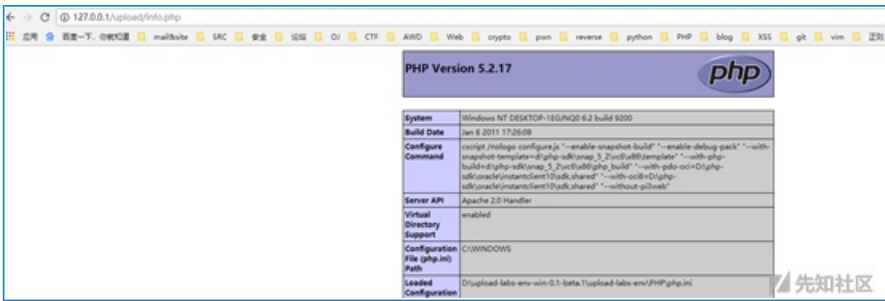 127.0.0.1/upload/info.php
应用 百度一下，你就知道 mail&site SRC 安全 论坛 OJ CTF AWD Web crypto pwn reverse python PHP blog XSS git vim 正则
PHP Version 5.2.17
php
System Windows NT DESKTOP-1EGJNQ0 6.2 build 9200
Build Date Jan 6 2011 17:26:08
Configure Command cscript /nologo configure.js "--enable-snapshot-build" "--enable-debug-pack" "--with-
snapshot-template=d:\php-sdk\snap_5_2\vc6\x86\template" "--with-php-
build=d:\php-sdk\snap_5_2\vc6\x86\php_build" "--with-pdo-oci=D:\php-
sdk\oracle\instantclient10\sdk,shared" "--with-oci8=D:\php-
sdk\oracle\instantclient10\sdk,shared" "--without-pi3web"
Server API Apache 2.0 Handler
Virtual Directory Support enabled
Configuration File (php.ini) Path C:\WINDOWS
Loaded Configuration D:\upload-labs-env-win-0.1-beta.1\upload-labs-env\PHP\php.ini
先知社区